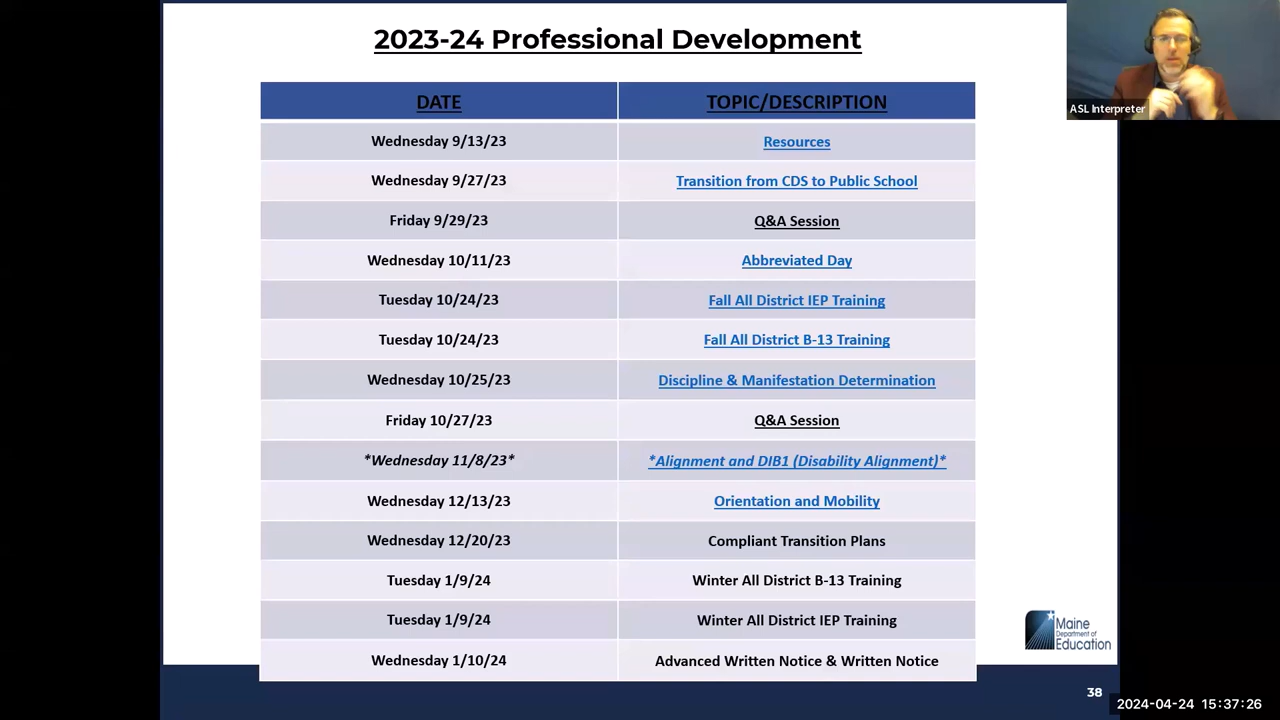 2023-24 Professional Development
ASL Interpreter
DATE TOPIC/DESCRIPTION
Wednesday 9/13/23 Resources
Wednesday 9/27/23 Transition from CDS to Public School
Friday 9/29/23 Q&A Session
Wednesday 10/11/23 Abbreviated Day
Tuesday 10/24/23 Fall All District IEP Training
Tuesday 10/24/23 Fall All District B-13 Training
Wednesday 10/25/23 Discipline & Manifestation Determination
Friday 10/27/23 Q&A Session
*Wednesday 11/8/23* *Alignment and DIB1 (Disability Alignment)*
Wednesday 12/13/23 Orientation and Mobility
Wednesday 12/20/23 Compliant Transition Plans
Tuesday 1/9/24 Winter All District B-13 Training
Tuesday 1/9/24 Winter All District IEP Training
Wednesday 1/10/24 Advanced Written Notice & Written Notice
Maine
Department of
Education
38
2024-04-24 15:37:26